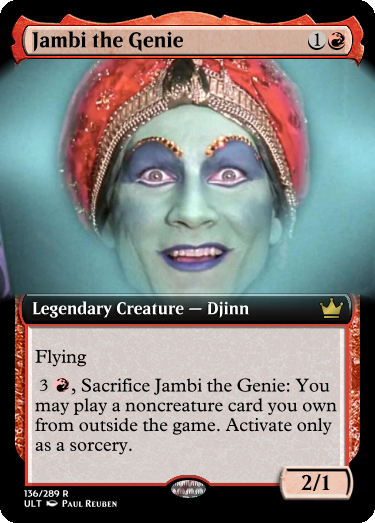 Jambi the Genie 1
Legendary Creature — Djinn
Flying
3 , Sacrifice Jambi the Genie: You
may play a noncreature card you own
from outside the game. Activate only
as a sorcery.
2/1
136/289 R
ULT Paul Reuben